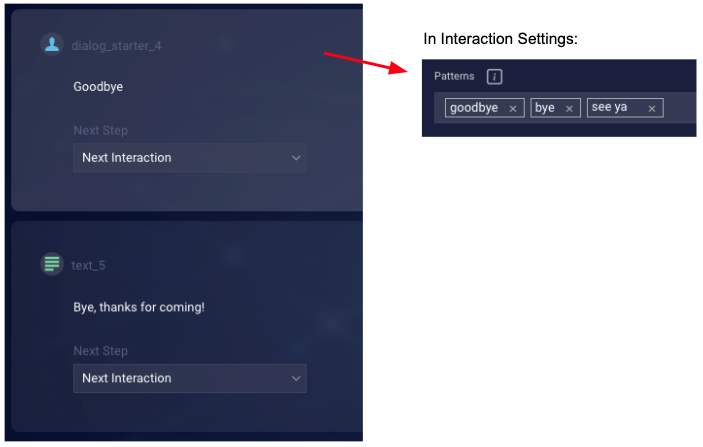 dialog_starter_4
Goodbye
Next Step
Next Interaction
text_5
Bye, thanks for coming!
Next Step
Next Interaction
In Interaction Settings:
Patterns i
goodbye × bye × see ya ×